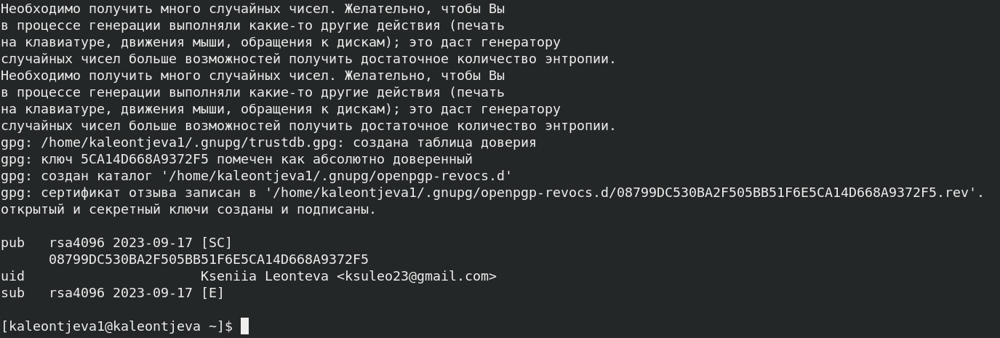 Необходимо получить много случайных чисел. Желательно, чтобы Вы
в процессе генерации выполняли какие-то другие действия (печать
на клавиатуре, движения мыши, обращения к дискам); это даст генератору
случайных чисел больше возможностей получить достаточное количество энтропии.
Необходимо получить много случайных чисел. Желательно, чтобы Вы
в процессе генерации выполняли какие-то другие действия (печать
на клавиатуре, движения мыши, обращения к дискам); это даст генератору
случайных чисел больше возможностей получить достаточное количество энтропии.
gpg: /home/kaleontjeva1/.gnupg/trustdb.gpg: создана таблица доверия
gpg: ключ 5CA14D668A9372F5 помечен как абсолютно доверенный
gpg: создан каталог '/home/kaleontjeva1/.gnupg/openpgp-revocs.d'
gpg: сертификат отзыва записан в '/home/kaleontjeva1/.gnupg/openpgp-revocs.d/08799DC530BA2F505BB51F6E5CA14D668A9372F5.rev'.
открытый и секретный ключи созданы и подписаны.

pub   rsa4096 2023-09-17 [SC]
      08799DC530BA2F505BB51F6E5CA14D668A9372F5
uid                      Kseniia Leonteva <ksuleo23@gmail.com>
sub   rsa4096 2023-09-17 [E]

[kaleontjeva1@kaleontjeva ~]$